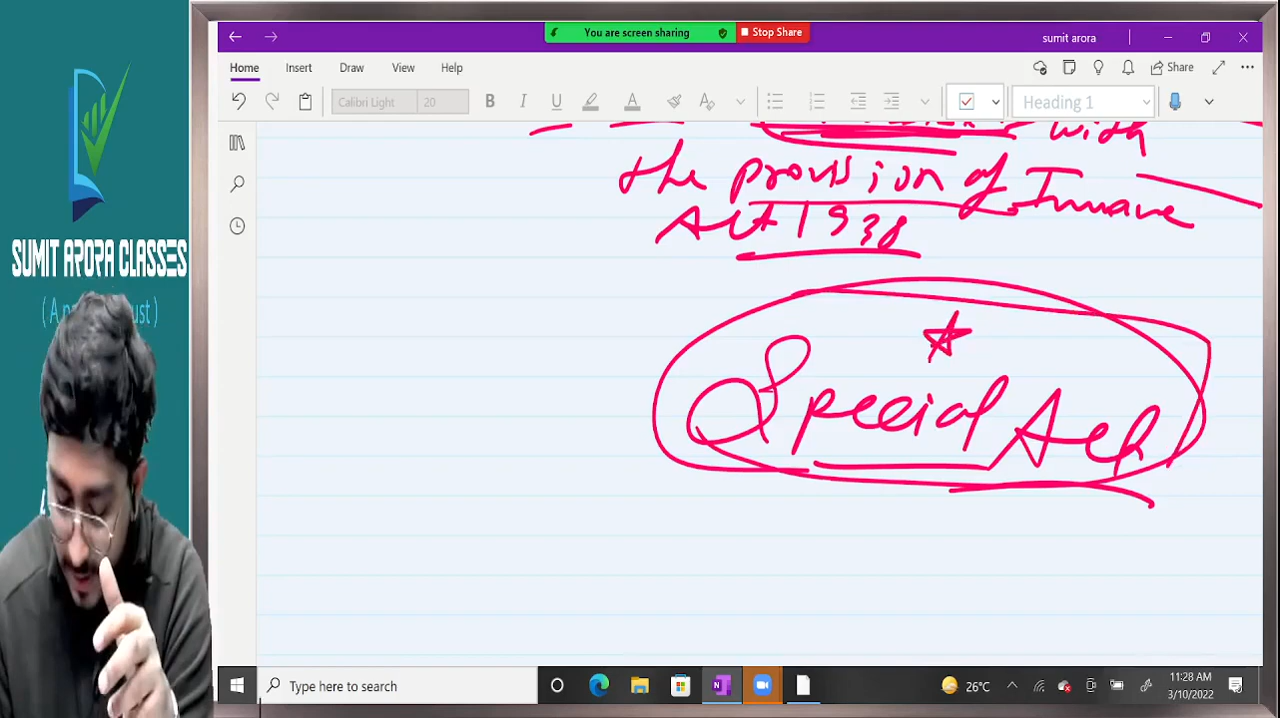 You are screen sharing
Stop Share
sumit arora
Home
Insert
Draw
View
Help
Share
Calibri Light
20
B
I
U
A
Heading 1
with
the provision of
Act 1938
Special Act
SUMIT ARORA CLASSES
Type here to search
26°C
11:28 AM
3/10/2022